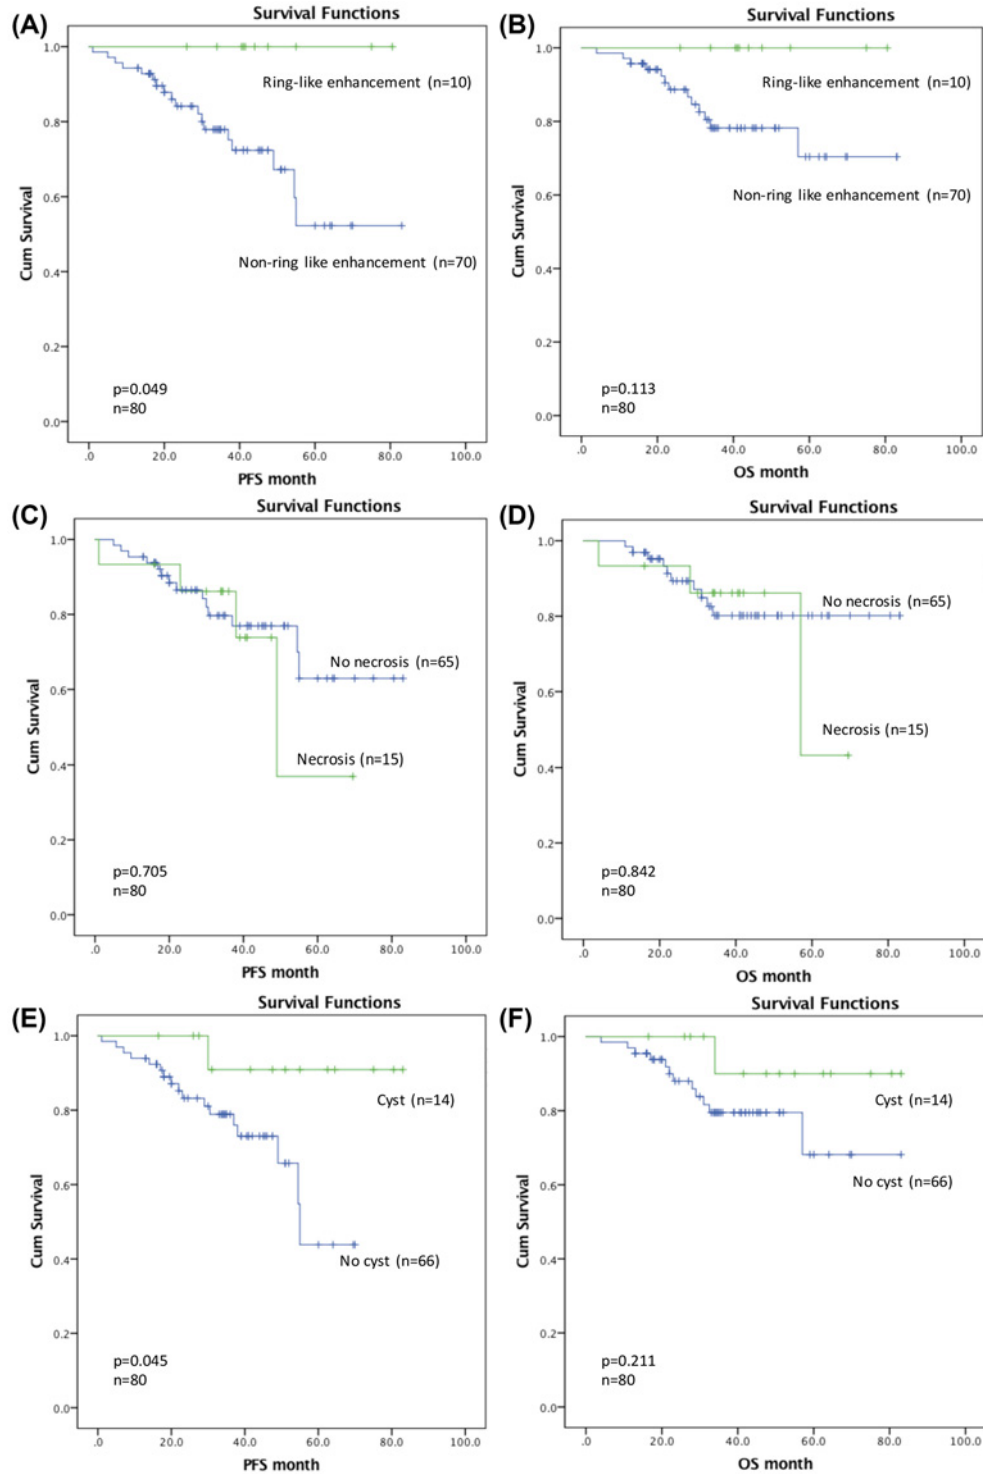 (A)
Survival Functions
1.0
0.8
0.6
0.4
0.2
0.0
Cum Survival
Ring-like enhancement (n=10)
Non-ring like enhancement (n=70)
p=0.049
n=80
.0 20.0 40.0 60.0 80.0 100.0
PFS month
(B)
Survival Functions
1.0
0.8
0.6
0.4
0.2
0.0
Cum Survival
Ring-like enhancement (n=10)
Non-ring like enhancement (n=70)
p=0.113
n=80
.0 20.0 40.0 60.0 80.0 100.0
OS month
(C)
Survival Functions
1.0
0.8
0.6
0.4
0.2
0.0
Cum Survival
No necrosis (n=65)
Necrosis (n=15)
p=0.705
n=80
.0 20.0 40.0 60.0 80.0 100.0
PFS month
(D)
Survival Functions
1.0
0.8
0.6
0.4
0.2
0.0
Cum Survival
No necrosis (n=65)
Necrosis (n=15)
p=0.842
n=80
.0 20.0 40.0 60.0 80.0 100.0
OS month
(E)
Survival Functions
1.0
0.8
0.6
0.4
0.2
0.0
Cum Survival
Cyst (n=14)
No cyst (n=66)
p=0.045
n=80
.0 20.0 40.0 60.0 80.0 100.0
PFS month
(F)
Survival Functions
1.0
0.8
0.6
0.4
0.2
0.0
Cum Survival
Cyst (n=14)
No cyst (n=66)
p=0.211
n=80
.0 20.0 40.0 60.0 80.0 100.0
OS month